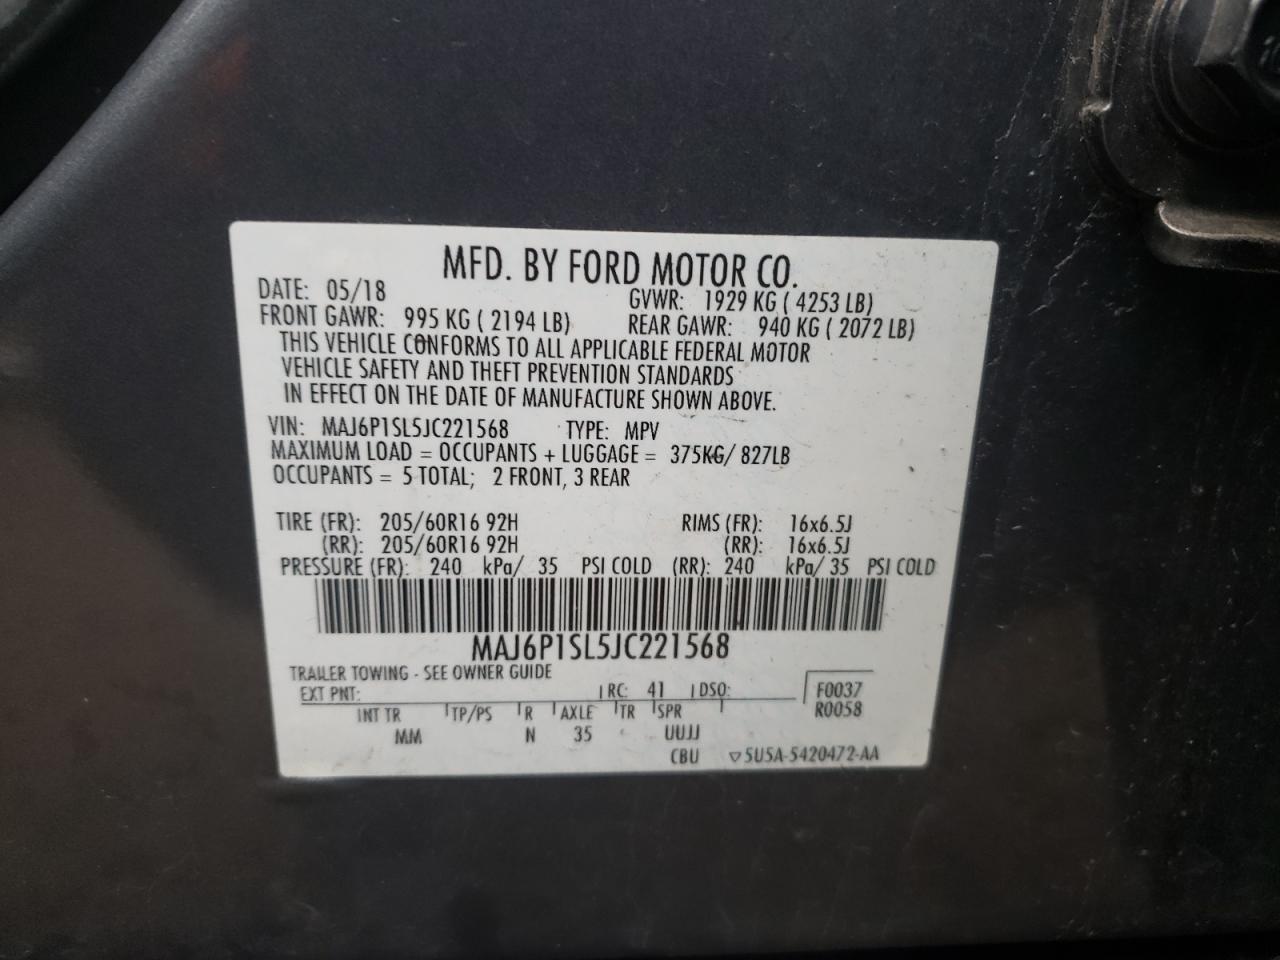 MFD. BY FORD MOTOR CO.
DATE: 05/18 GVWR: 1929 KG ( 4253 LB)
FRONT GAWR: 995 KG ( 2194 LB) REAR GAWR: 940 KG ( 2072 LB)
THIS VEHICLE CONFORMS TO ALL APPLICABLE FEDERAL MOTOR
VEHICLE SAFETY AND THEFT PREVENTION STANDARDS
IN EFFECT ON THE DATE OF MANUFACTURE SHOWN ABOVE.
VIN: MAJ6P1SL5JC221568 TYPE: MPV
MAXIMUM LOAD = OCCUPANTS + LUGGAGE = 375KG/ 827LB
OCCUPANTS = 5 TOTAL; 2 FRONT, 3 REAR
TIRE (FR): 205/60R16 92H RIMS (FR): 16x6.5J
(RR): 205/60R16 92H (RR): 16x6.5J
PRESSURE (FR): 240 kPa/ 35 PSI COLD (RR): 240 kPa/ 35 PSI COLD
MAJ6P1SL5JC221568
TRAILER TOWING - SEE OWNER GUIDE
EXT PNT: RC: 41 DSO: F0037
INT TR TP/PS R AXLE TR SPR R0058
MM N 35 UUJJ
CBU ▽5U5A-5420472-AA